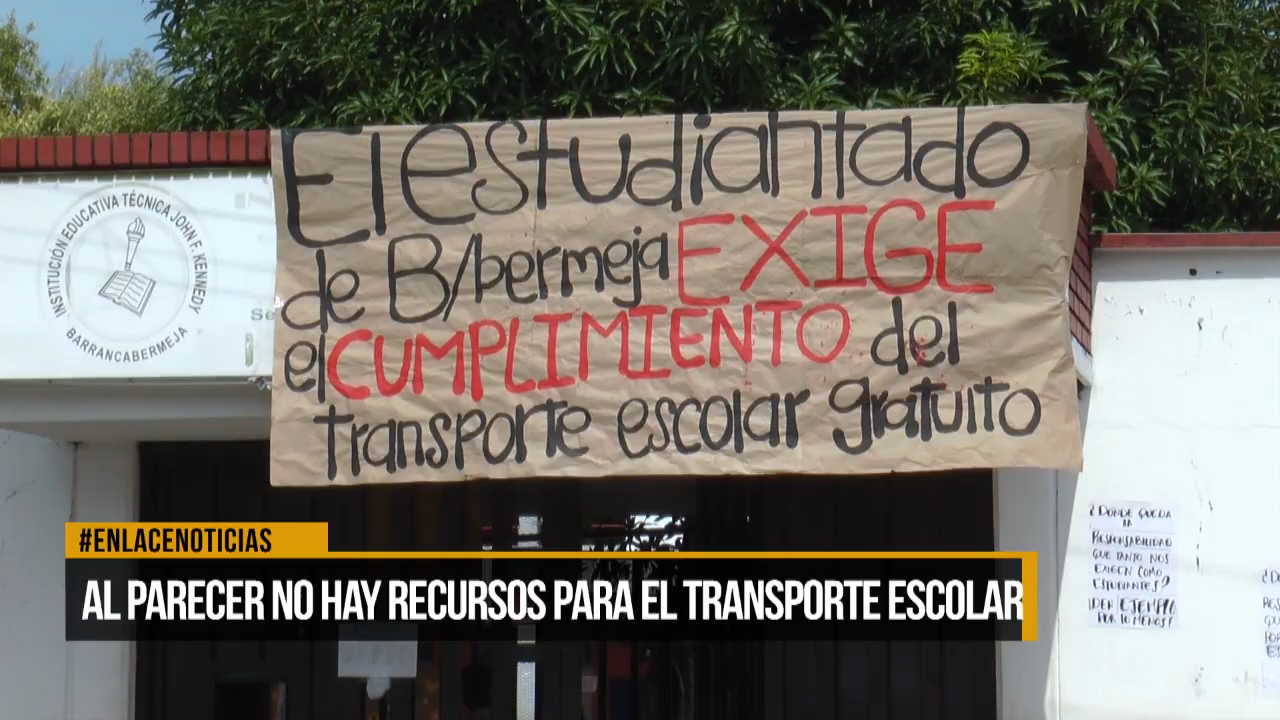 El estudiantado
de B/bermeja EXIGE
el CUMPLIMIENTO del
transporte escolar gratuito
INSTITUCIÓN EDUCATIVA TÉCNICA JOHN F. KENNEDY
BARRANCABERMEJA
Se
#ENLACENOTICIAS
AL PARECER NO HAY RECURSOS PARA EL TRANSPORTE ESCOLAR
¿DONDE QUEDA
la
RESPONSABILIDAD
QUE TANTO NOS
EXIGEN COMO
ESTUDIANTES?
¡DEN EJEMPLO
POR lo MENOS!